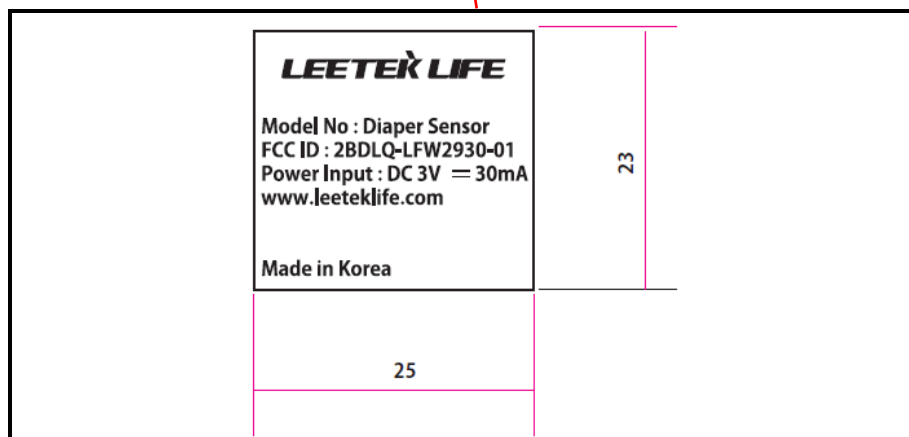 LEETEK LIFE
Model No : Diaper Sensor
FCC ID : 2BDLQ-LFW2930-01
Power Input : DC 3V ⎓ 30mA
www.leeteklife.com
Made in Korea
23
25